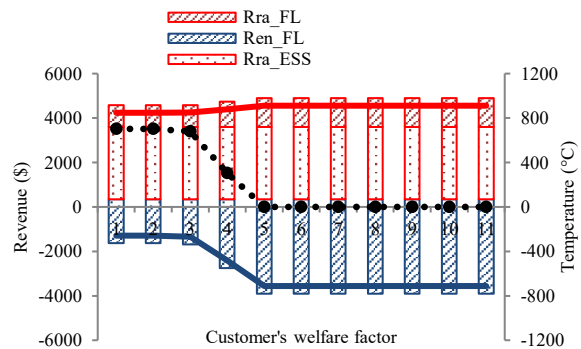 Rra_FL
Ren_FL
Rra_ESS
6000
4000
2000
0
-2000
-4000
-6000
Revenue ($)
1 2 3 4 5 6 7 8 9 10 11
Customer's welfare factor
1200
800
400
0
-400
-800
-1200
Temperature (°C)